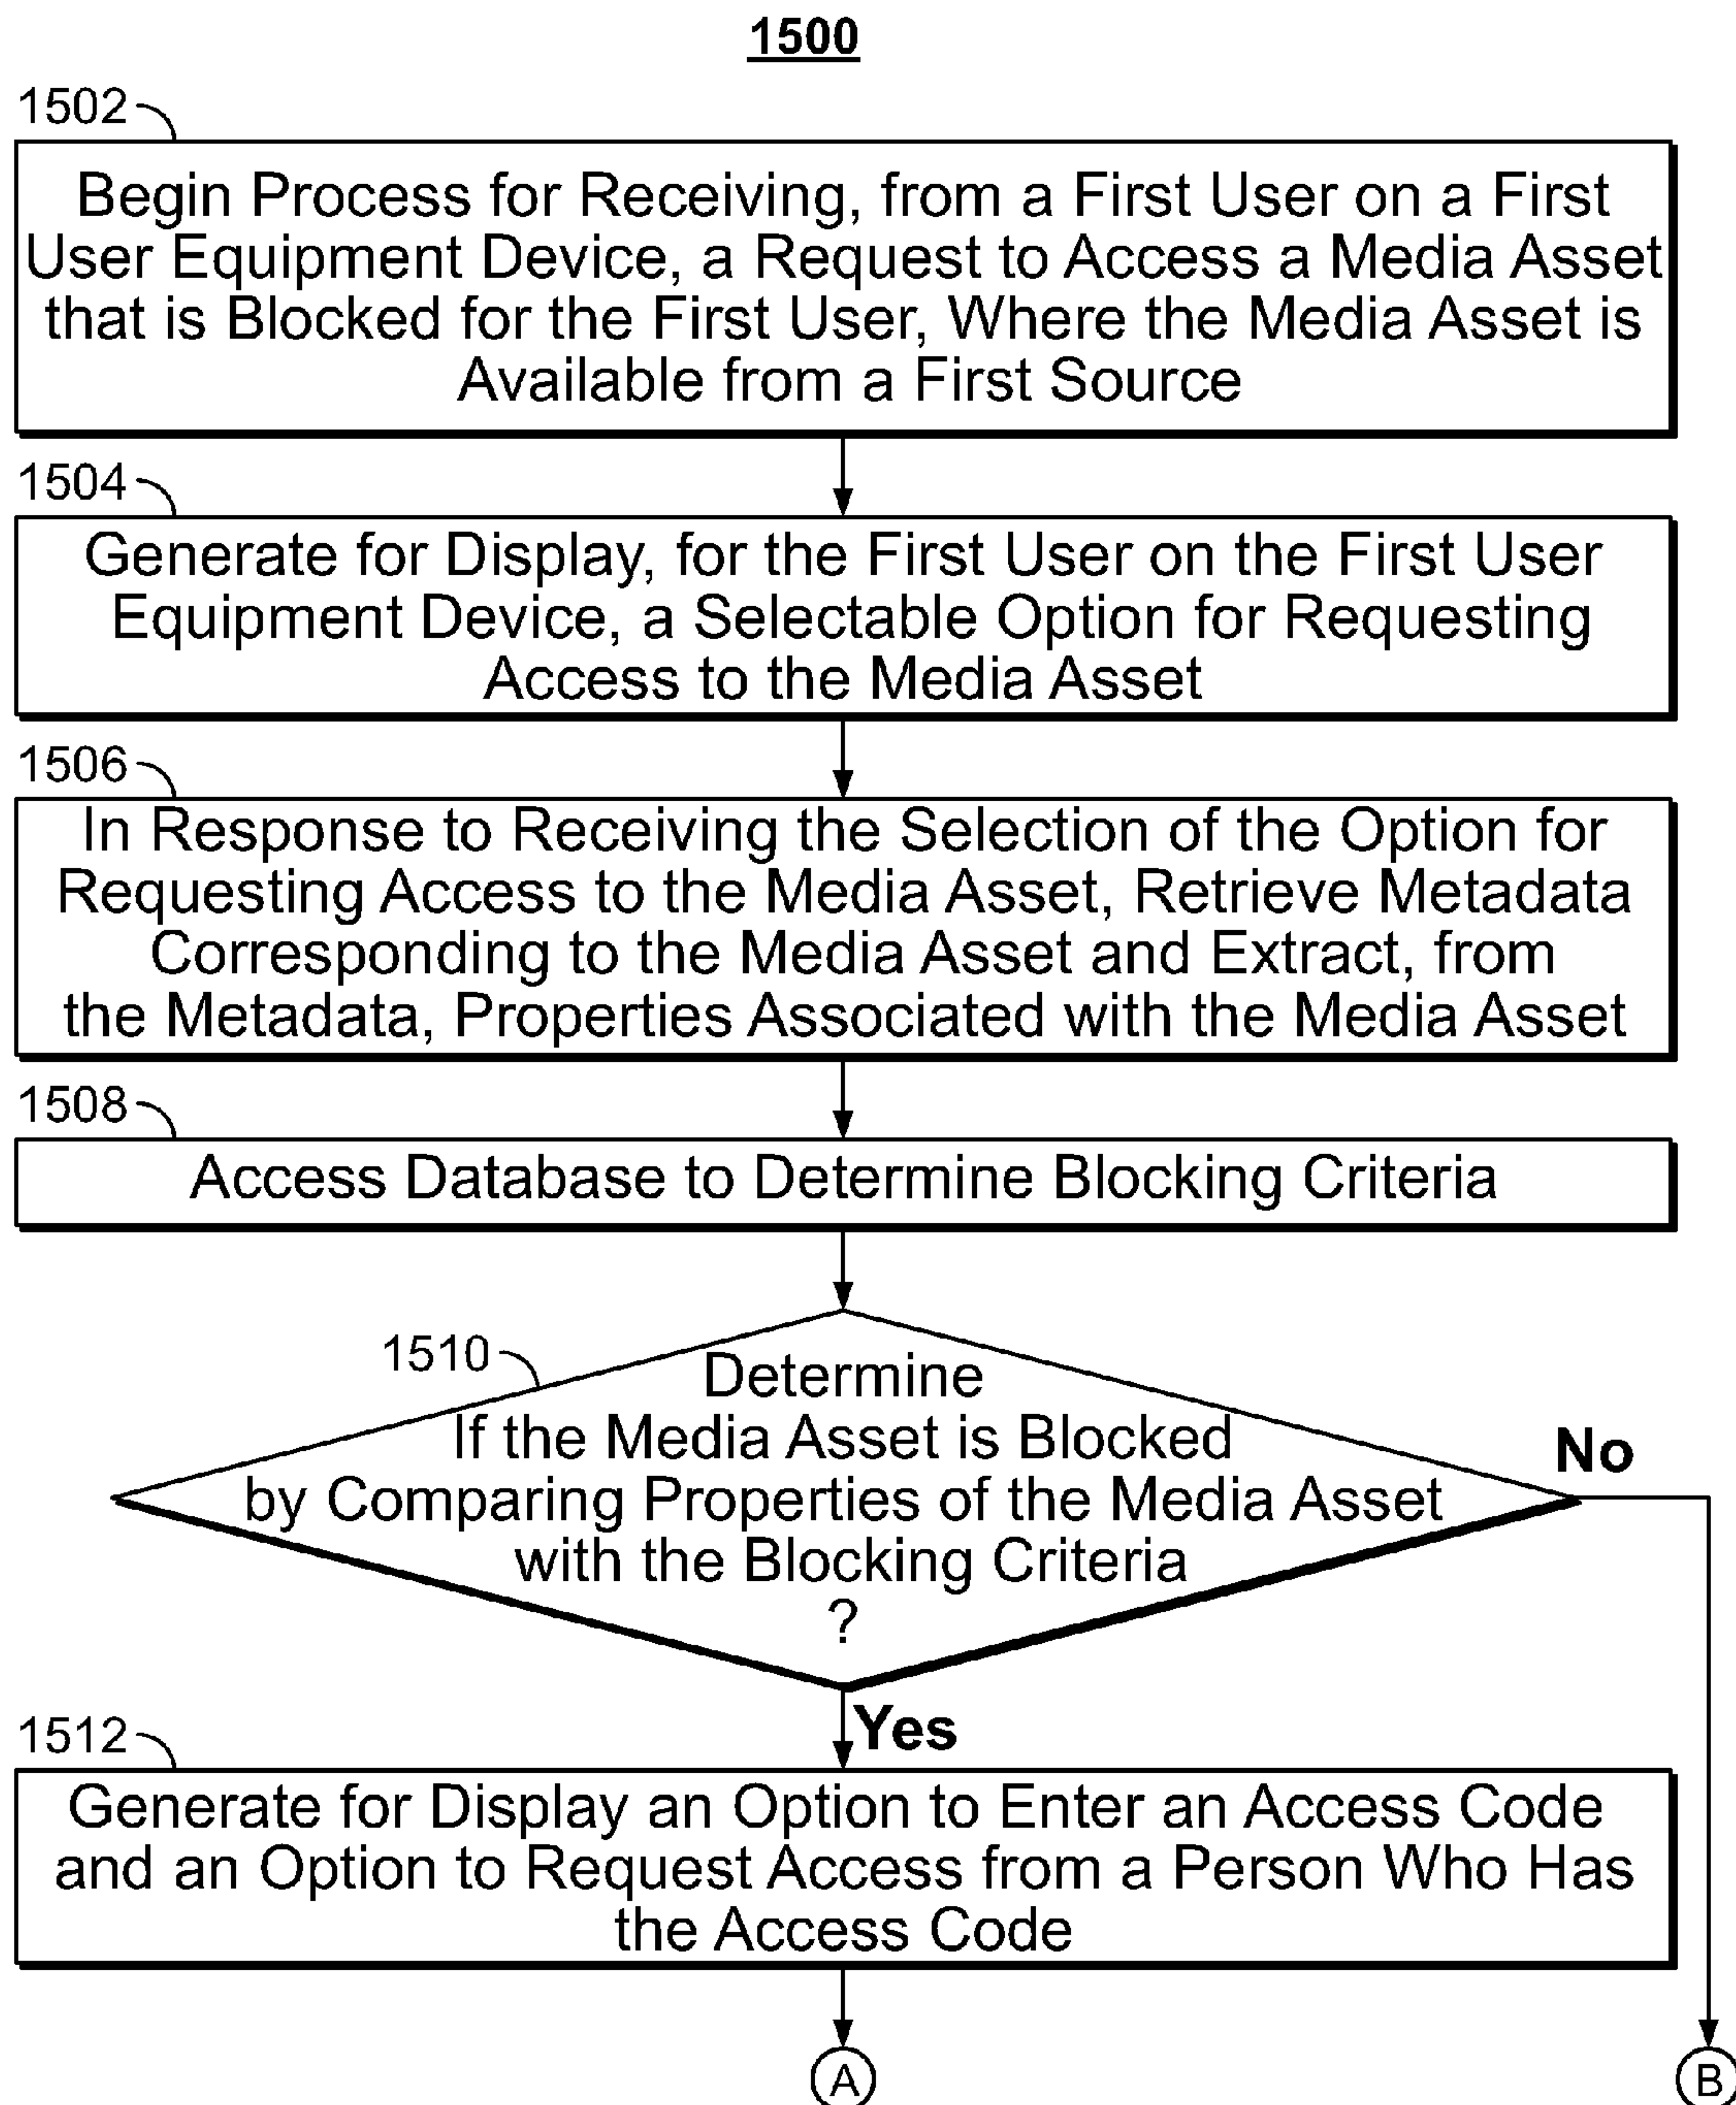 1500
1502
Begin Process for Receiving, from a First User on a First
User Equipment Device, a Request to Access a Media Asset
that is Blocked for the First User, Where the Media Asset is
Available from a First Source
1504
Generate for Display, for the First User on the First User
Equipment Device, a Selectable Option for Requesting
Access to the Media Asset
1506
In Response to Receiving the Selection of the Option for
Requesting Access to the Media Asset, Retrieve Metadata
Corresponding to the Media Asset and Extract, from
the Metadata, Properties Associated with the Media Asset
1508
Access Database to Determine Blocking Criteria
1510
Determine
If the Media Asset is Blocked
by Comparing Properties of the Media Asset
with the Blocking Criteria
?
No
Yes
1512
Generate for Display an Option to Enter an Access Code
and an Option to Request Access from a Person Who Has
the Access Code
A
B